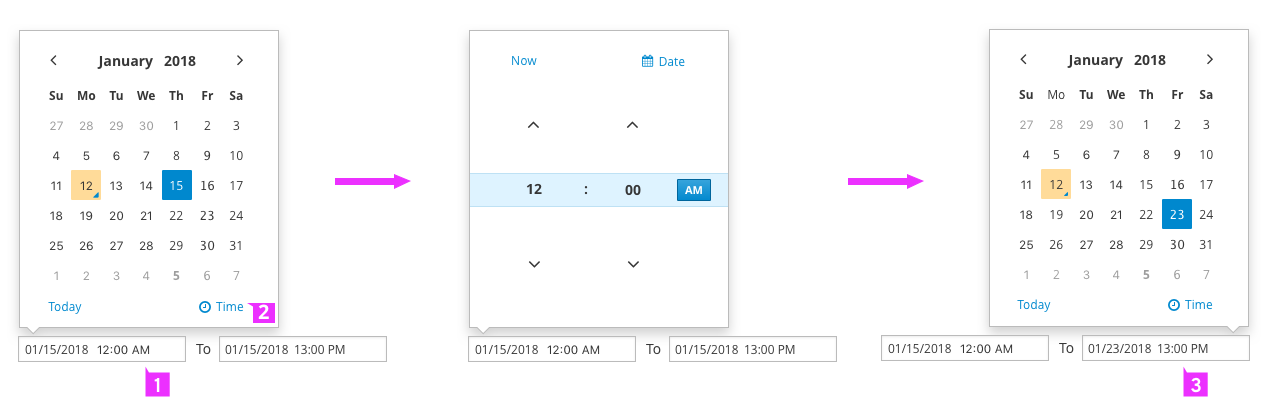 January 2018
Su Mo Tu We Th Fr Sa
27 28 29 30 1 2 3
4 5 6 7 8 9 10
11 12 13 14 15 16 17
18 19 20 21 22 23 24
25 26 27 28 29 30 31
1 2 3 4 5 6 7
Today Time 2
01/15/2018 12:00 AM To 01/15/2018 13:00 PM
1
Now Date
12 : 00 AM
01/15/2018 12:00 AM To 01/15/2018 13:00 PM
January 2018
Su Mo Tu We Th Fr Sa
27 28 29 30 1 2 3
4 5 6 7 8 9 10
11 12 13 14 15 16 17
18 19 20 21 22 23 24
25 26 27 28 29 30 31
1 2 3 4 5 6 7
Today Time
01/15/2018 12:00 AM To 01/23/2018 13:00 PM
3